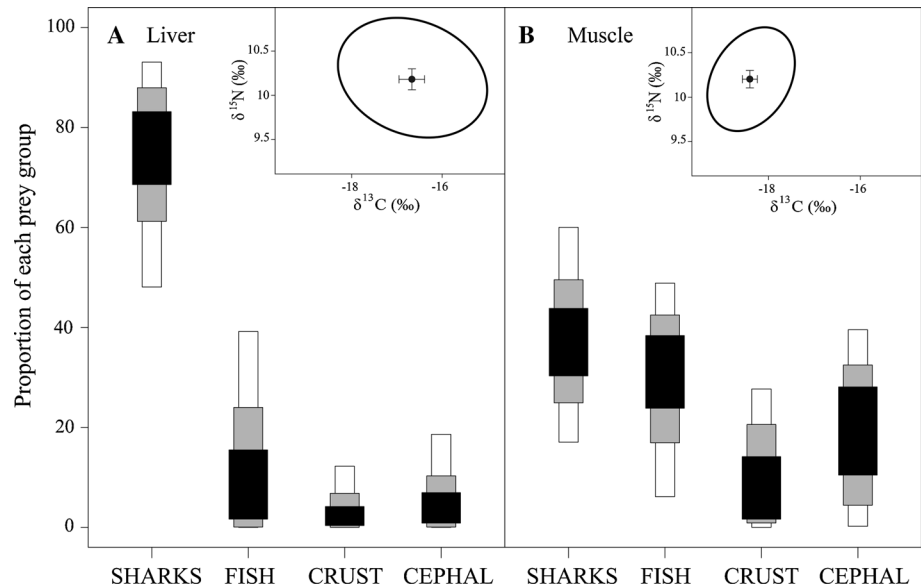 A Liver
B Muscle
Proportion of each prey group
100
80
60
40
20
0
δ15N (‰)
10.5
10
9.5
-18 -16
δ13C (‰)
δ15N (‰)
10.5
10
9.5
-18 -16
δ13C (‰)
SHARKS FISH CRUST CEPHAL
SHARKS FISH CRUST CEPHAL